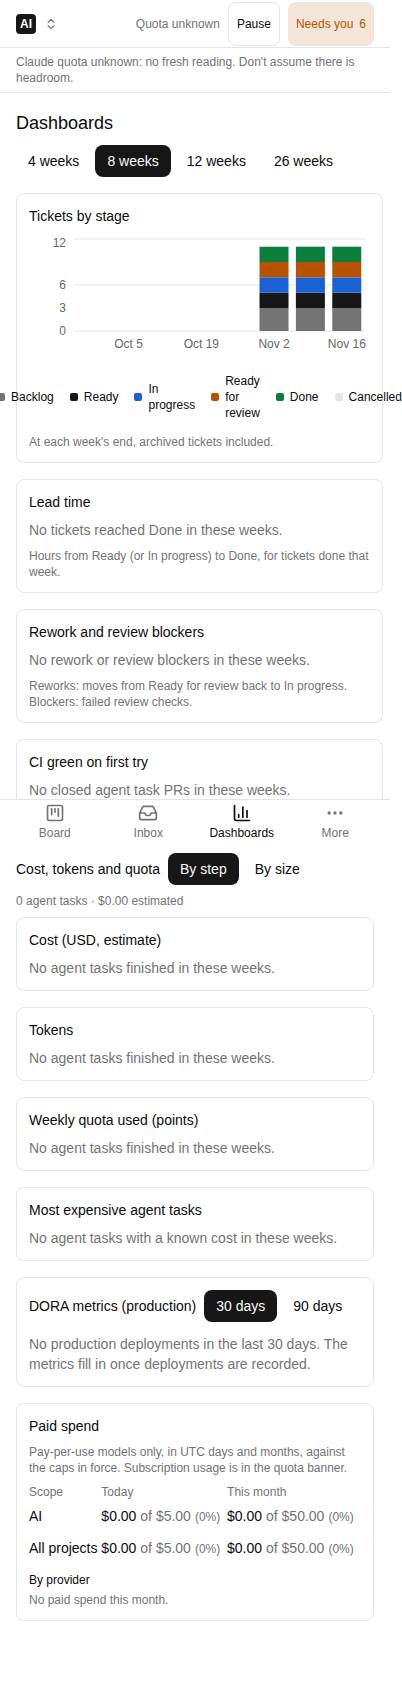 AI
Quota unknown
Pause
Needs you 6
Claude quota unknown: no fresh reading. Don't assume there is
headroom.
Dashboards
4 weeks
8 weeks
12 weeks
26 weeks
Tickets by stage
12
6
3
0
Oct 5
Oct 19
Nov 2
Nov 16
Backlog
Ready
In
progress
Ready
for
review
Done
Cancelled
At each week's end, archived tickets included.
Lead time
No tickets reached Done in these weeks.
Hours from Ready (or In progress) to Done, for tickets done that
week.
Rework and review blockers
No rework or review blockers in these weeks.
Reworks: moves from Ready for review back to In progress.
Blockers: failed review checks.
CI green on first try
No closed agent task PRs in these weeks.
Board
Inbox
Dashboards
More
Cost, tokens and quota
By step
By size
0 agent tasks · $0.00 estimated
Cost (USD, estimate)
No agent tasks finished in these weeks.
Tokens
No agent tasks finished in these weeks.
Weekly quota used (points)
No agent tasks finished in these weeks.
Most expensive agent tasks
No agent tasks with a known cost in these weeks.
DORA metrics (production)
30 days
90 days
No production deployments in the last 30 days. The
metrics fill in once deployments are recorded.
Paid spend
Pay-per-use models only, in UTC days and months, against
the caps in force. Subscription usage is in the quota banner.
Scope Today This month
AI $0.00 of $5.00 (0%) $0.00 of $50.00 (0%)
All projects $0.00 of $5.00 (0%) $0.00 of $50.00 (0%)
By provider
No paid spend this month.